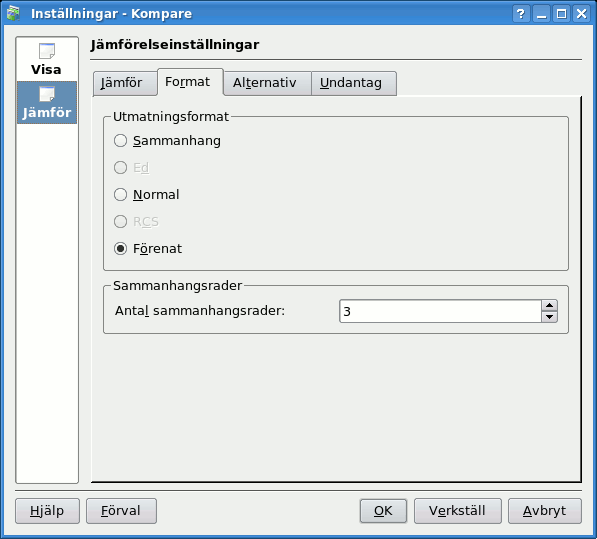 Inställningar - Kompare
Visa
Jämför
Jämförelseinställningar
Jämför Format Alternativ Undantag
Utmatningsformat
Sammanhang
Ed
Normal
RCS
Förenat
Sammanhangsrader
Antal sammanhangsrader: 3
Hjälp Förval OK Verkställ Avbryt